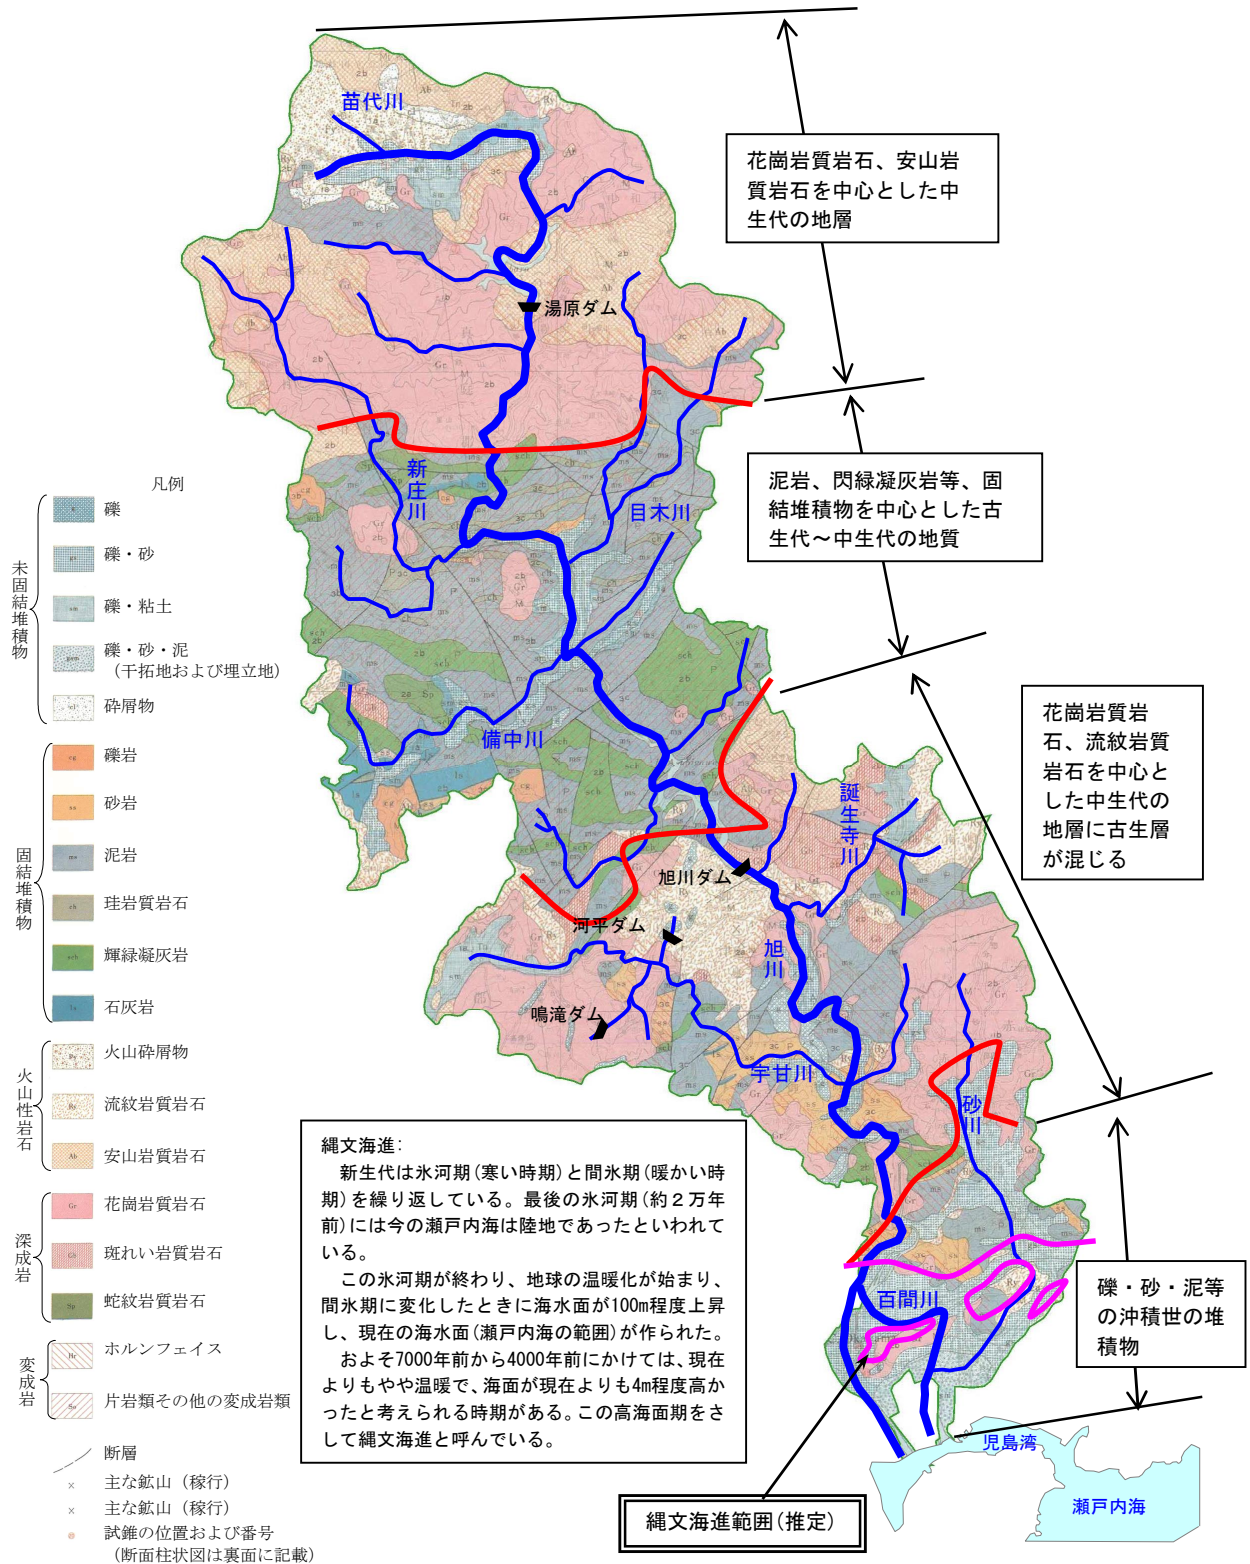 苗代川
花崗岩質岩石、安山岩
質岩石を中心とした中
生代の地層
湯原ダム
新庄川
目木川
泥岩、閃緑凝灰岩等、固
結堆積物を中心とした古
生代～中生代の地質
備中川
花崗岩質岩
石、流紋岩質
岩石を中心と
した中生代の
地層に古生層
が混じる
誕生寺川
旭川ダム
河平ダム
旭川
鳴滝ダム
宇甘川
砂川
百間川
礫・砂・泥等
の沖積世の堆
積物
児島湾
瀬戸内海
縄文海進範囲(推定)
縄文海進：
新生代は氷河期(寒い時期)と間氷期(暖かい時
期)を繰り返している。最後の氷河期(約２万年
前)には今の瀬戸内海は陸地であったといわれて
いる。
この氷河期が終わり、地球の温暖化が始まり、
間氷期に変化したときに海水面が100m程度上昇
し、現在の海水面(瀬戸内海の範囲)が作られた。
およそ7000年前から4000年前にかけては、現在
よりもやや温暖で、海面が現在よりも4m程度高か
ったと考えられる時期がある。この高海面期をさ
して縄文海進と呼んでいる。
凡例
未固結堆積物
礫
礫・砂
礫・粘土
礫・砂・泥
(干拓地および埋立地)
砕屑物
固結堆積物
cg 礫岩
ss 砂岩
ms 泥岩
ch 珪岩質岩石
sch 輝緑凝灰岩
ls 石灰岩
火山性岩石
Py 火山砕屑物
Ry 流紋岩質岩石
Ab 安山岩質岩石
深成岩
Gr 花崗岩質岩石
Gb 斑れい岩質岩石
Sp 蛇紋岩質岩石
変成岩
Hr ホルンフェイス
片岩類その他の変成岩類
断層
× 主な鉱山（稼行）
× 主な鉱山（稼行）
試錐の位置および番号
(断面柱状図は裏面に記載)